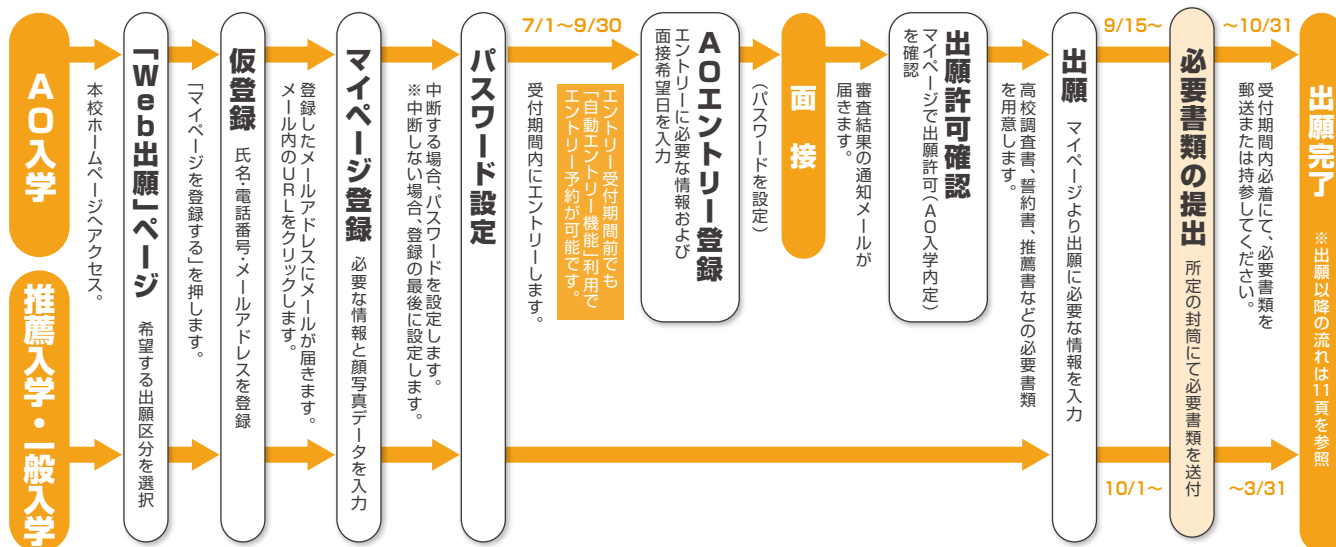 AO入学
推薦入学・一般入学
本校ホームページへアクセス。
「Web出願」ページ
希望する出願区分を選択
「マイページを登録する」を押します。
仮登録
氏名・電話番号・メールアドレスを登録
登録したメールアドレスにメールが届きます。
メール内のURLをクリックします。
マイページ登録
必要な情報と顔写真データを入力
中断する場合、パスワードを設定します。
※中断しない場合、登録の最後に設定します。
パスワード設定
7/1〜9/30
受付期間内にエントリーします。
エントリー受付期間前でも
「自動エントリー機能」利用で
エントリー予約が可能です。
AOエントリー登録
エントリーに必要な情報および
面接希望日を入力
(パスワードを設定)
面接
審査結果の通知メールが
届きます。
出願許可確認
マイページで出願許可(AO入学内定)
を確認
高校調査書、誓約書、推薦書などの必要書類
を用意します。
出願
マイページより出願に必要な情報を入力
9/15〜
10/1〜
必要書類の提出
所定の封筒にて必要書類を送付
〜10/31
受付期間内必着にて、必要書類を
郵送または持参してください。
〜3/31
出願完了
※出願以降の流れは11頁を参照